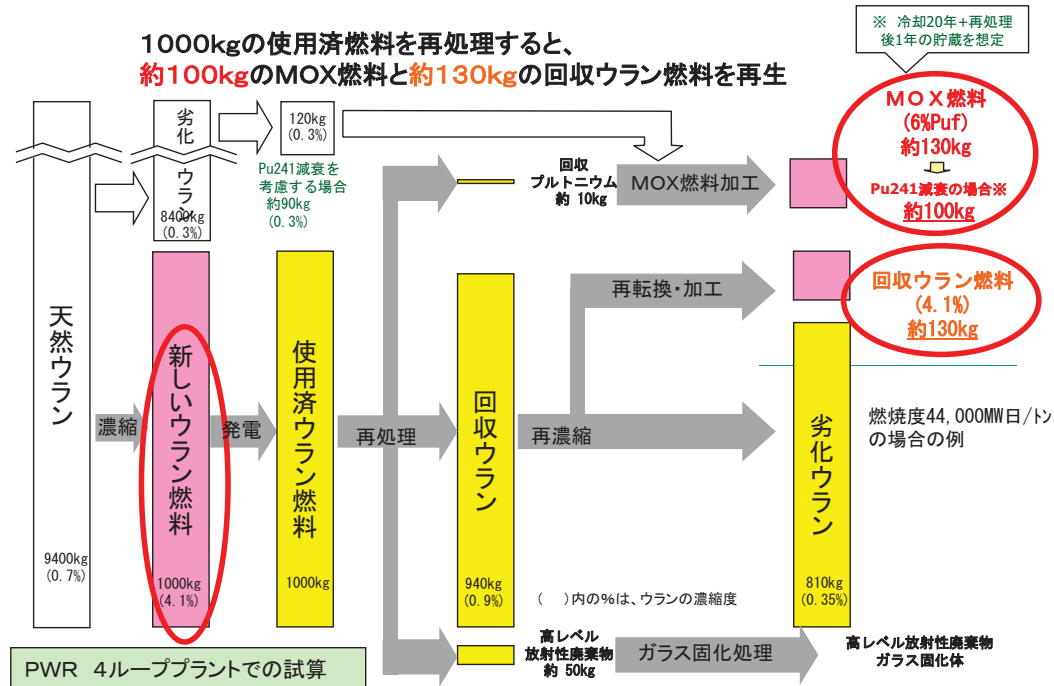 ※ 冷却20年+再処理
後1年の貯蔵を想定
1000kgの使用済燃料を再処理すると、
約100kgのMOX燃料と約130kgの回収ウラン燃料を再生
劣化ウラン
8400kg
(0.3%)
120kg
(0.3%)
Pu241減衰を
考慮する場合
約90kg
(0.3%)
回収
プルトニウム
約 10kg
MOX燃料加工
MOX燃料
(6%Puf)
約130kg
Pu241減衰の場合※
約100kg
天然ウラン
9400kg
(0.7%)
濃縮
新しいウラン燃料
1000kg
(4.1%)
発電
使用済ウラン燃料
1000kg
再処理
回収ウラン
940kg
(0.9%)
再転換・加工
回収ウラン燃料
(4.1%)
約130kg
再濃縮
劣化ウラン
810kg
(0.35%)
燃焼度44,000MW日/トン
の場合の例
( )内の%は、ウランの濃縮度
高レベル
放射性廃棄物
約 50kg
ガラス固化処理
高レベル放射性廃棄物
ガラス固化体
PWR 4ループプラントでの試算